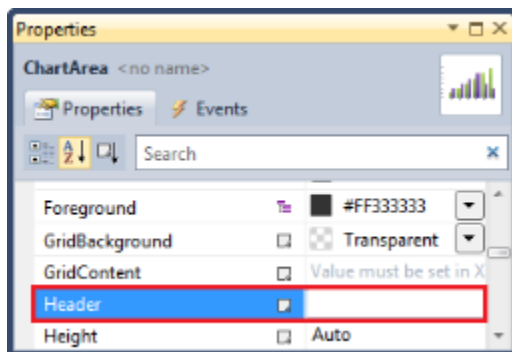 Properties
ChartArea <no name>
Properties Events
Search
Foreground #FF333333
GridBackground Transparent
GridContent Value must be set in X
Header
Height Auto